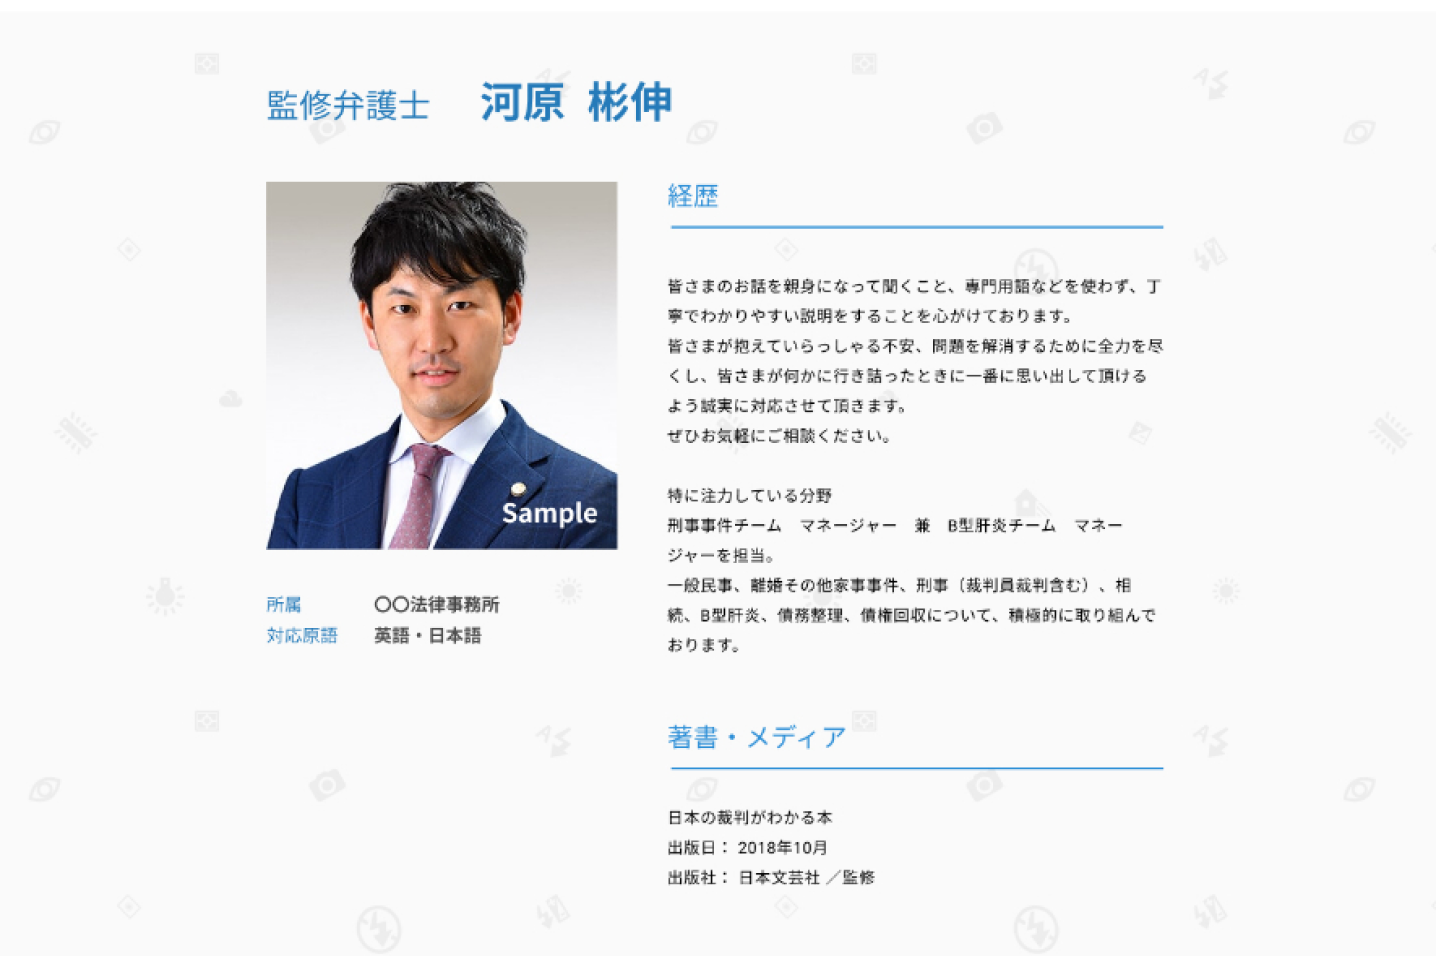 監修弁護士 河原 彬伸
Sample
所属 〇〇法律事務所
対応原語 英語・日本語
経歴
皆さまのお話を親身になって聞くこと、専門用語などを使わず、丁
寧でわかりやすい説明をすることを心がけております。
皆さまが抱えていらっしゃる不安、問題を解消するために全力を尽
くし、皆さまが何かに行き詰ったときに一番に思い出して頂ける
よう誠実に対応させて頂きます。
ぜひお気軽にご相談ください。
特に注力している分野
刑事事件チーム　マネージャー　兼　B型肝炎チーム　マネー
ジャーを担当。
一般民事、離婚その他家事事件、刑事（裁判員裁判含む）、相
続、B型肝炎、債務整理、債権回収について、積極的に取り組んで
おります。
著書・メディア
日本の裁判がわかる本
出版日： 2018年10月
出版社： 日本文芸社 ／監修